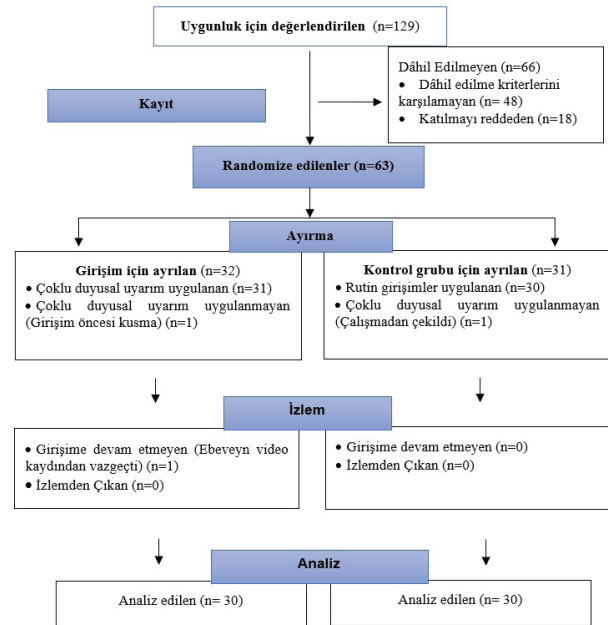 Uygunluk için değerlendirilen (n=129)
Dâhil Edilmeyen (n=66)
• Dâhil edilme kriterlerini
karşılamayan (n= 48)
• Katılmayı reddeden (n=18)
Kayıt
Randomize edilenler (n=63)
Ayırma
Girişim için ayrılan (n=32)
• Çoklu duyusal uyarım uygulanan (n=31)
• Çoklu duyusal uyarım uygulanmayan
(Girişim öncesi kusma) (n=1)
Kontrol grubu için ayrılan (n=31)
• Rutin girişimler uygulanan (n=30)
• Çoklu duyusal uyarım uygulanmayan
(Çalışmadan çekildi) (n=1)
İzlem
• Girişime devam etmeyen (Ebeveyn video
kaydından vazgeçti) (n=1)
• İzlemden Çıkan (n=0)
• Girişime devam etmeyen (n=0)
• İzlemden Çıkan (n=0)
Analiz
Analiz edilen (n= 30)
Analiz edilen (n= 30)